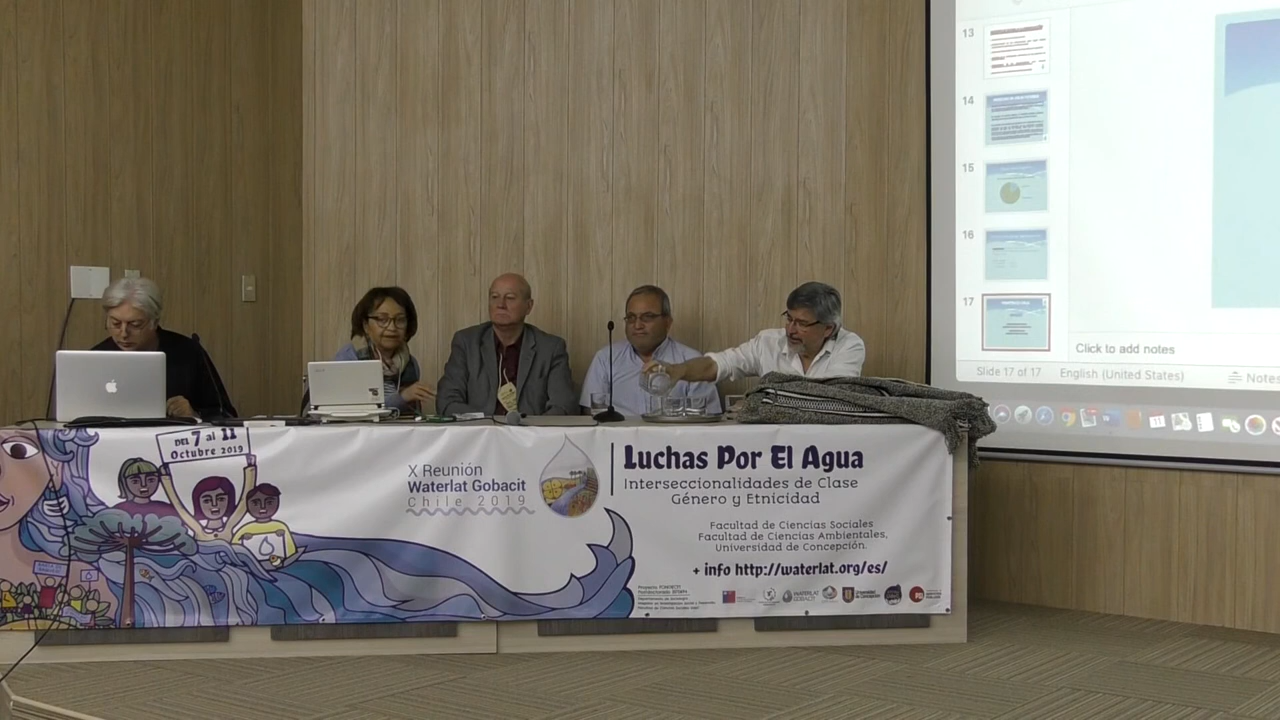 DEL 7 al 11
Octubre 2019
X Reunión
Waterlat Gobacit
Chile 2019
Luchas Por El Agua
Interseccionalidades de Clase
Género y Etnicidad
Facultad de Ciencias Sociales
Facultad de Ciencias Ambientales,
Universidad de Concepción.
+ info http://waterlat.org/es/
WATERLAT
GOBACIT
13
14
15
16
17
Click to add notes
Slide 17 of 17
English (United States)
Notes